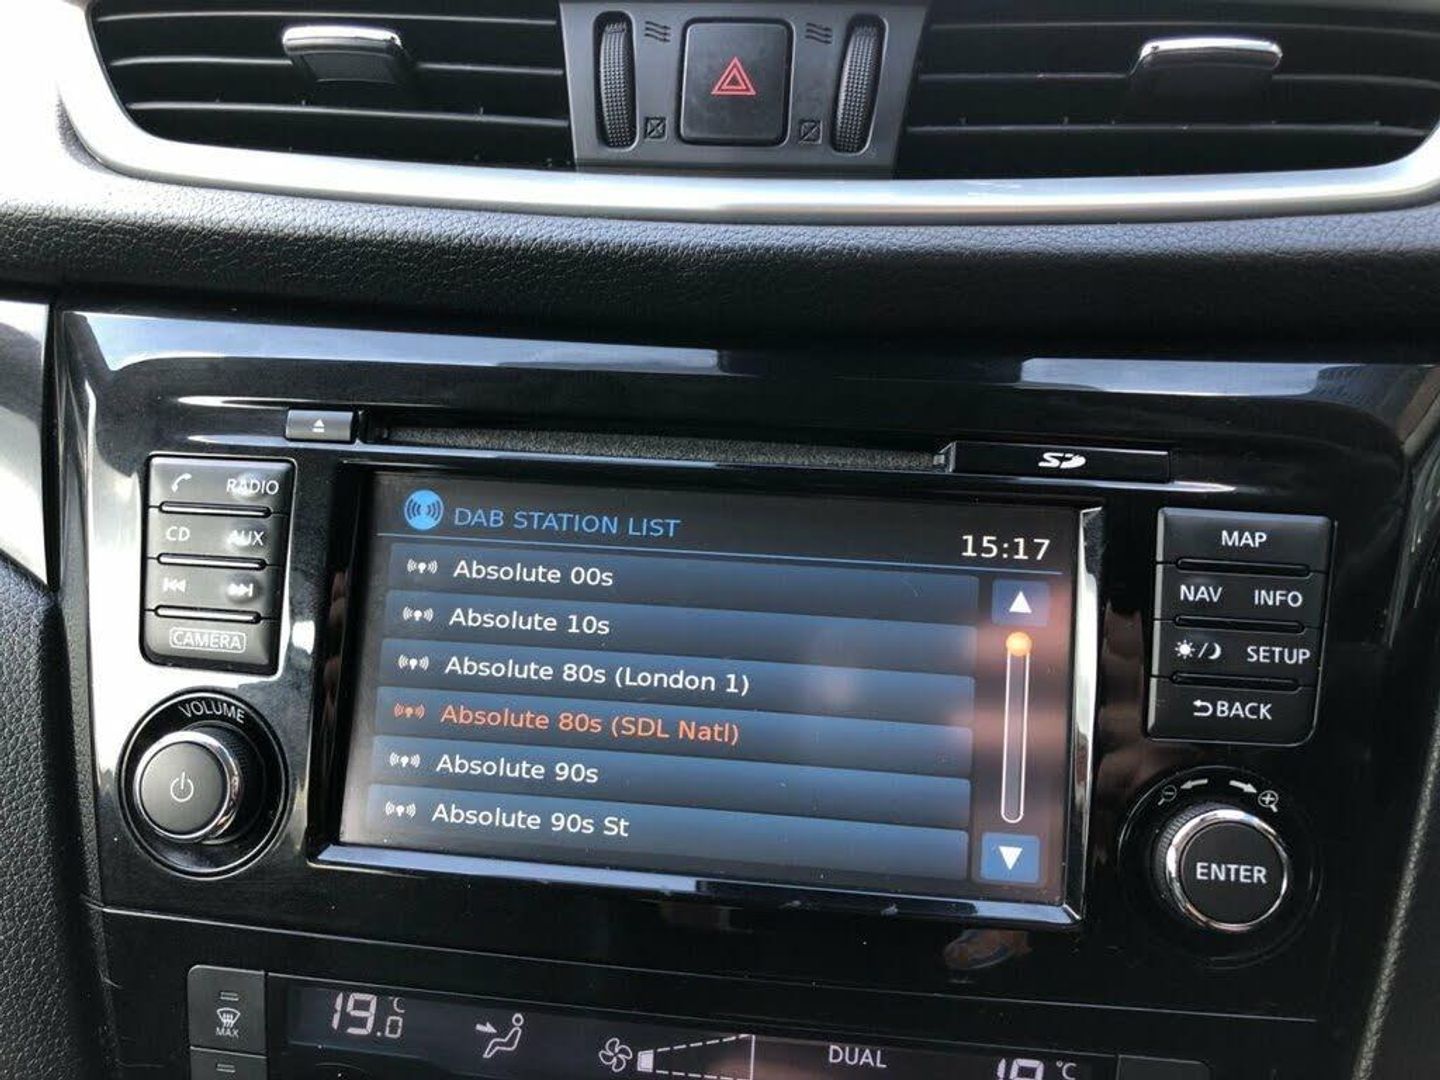 RADIO
CD AUX
CAMERA
VOLUME
SD
DAB STATION LIST
15:17
Absolute 00s
Absolute 10s
Absolute 80s (London 1)
Absolute 80s (SDL Natl)
Absolute 90s
Absolute 90s St
MAP
NAV INFO
SETUP
BACK
ENTER
MAX
19.0 °C
DUAL
°C